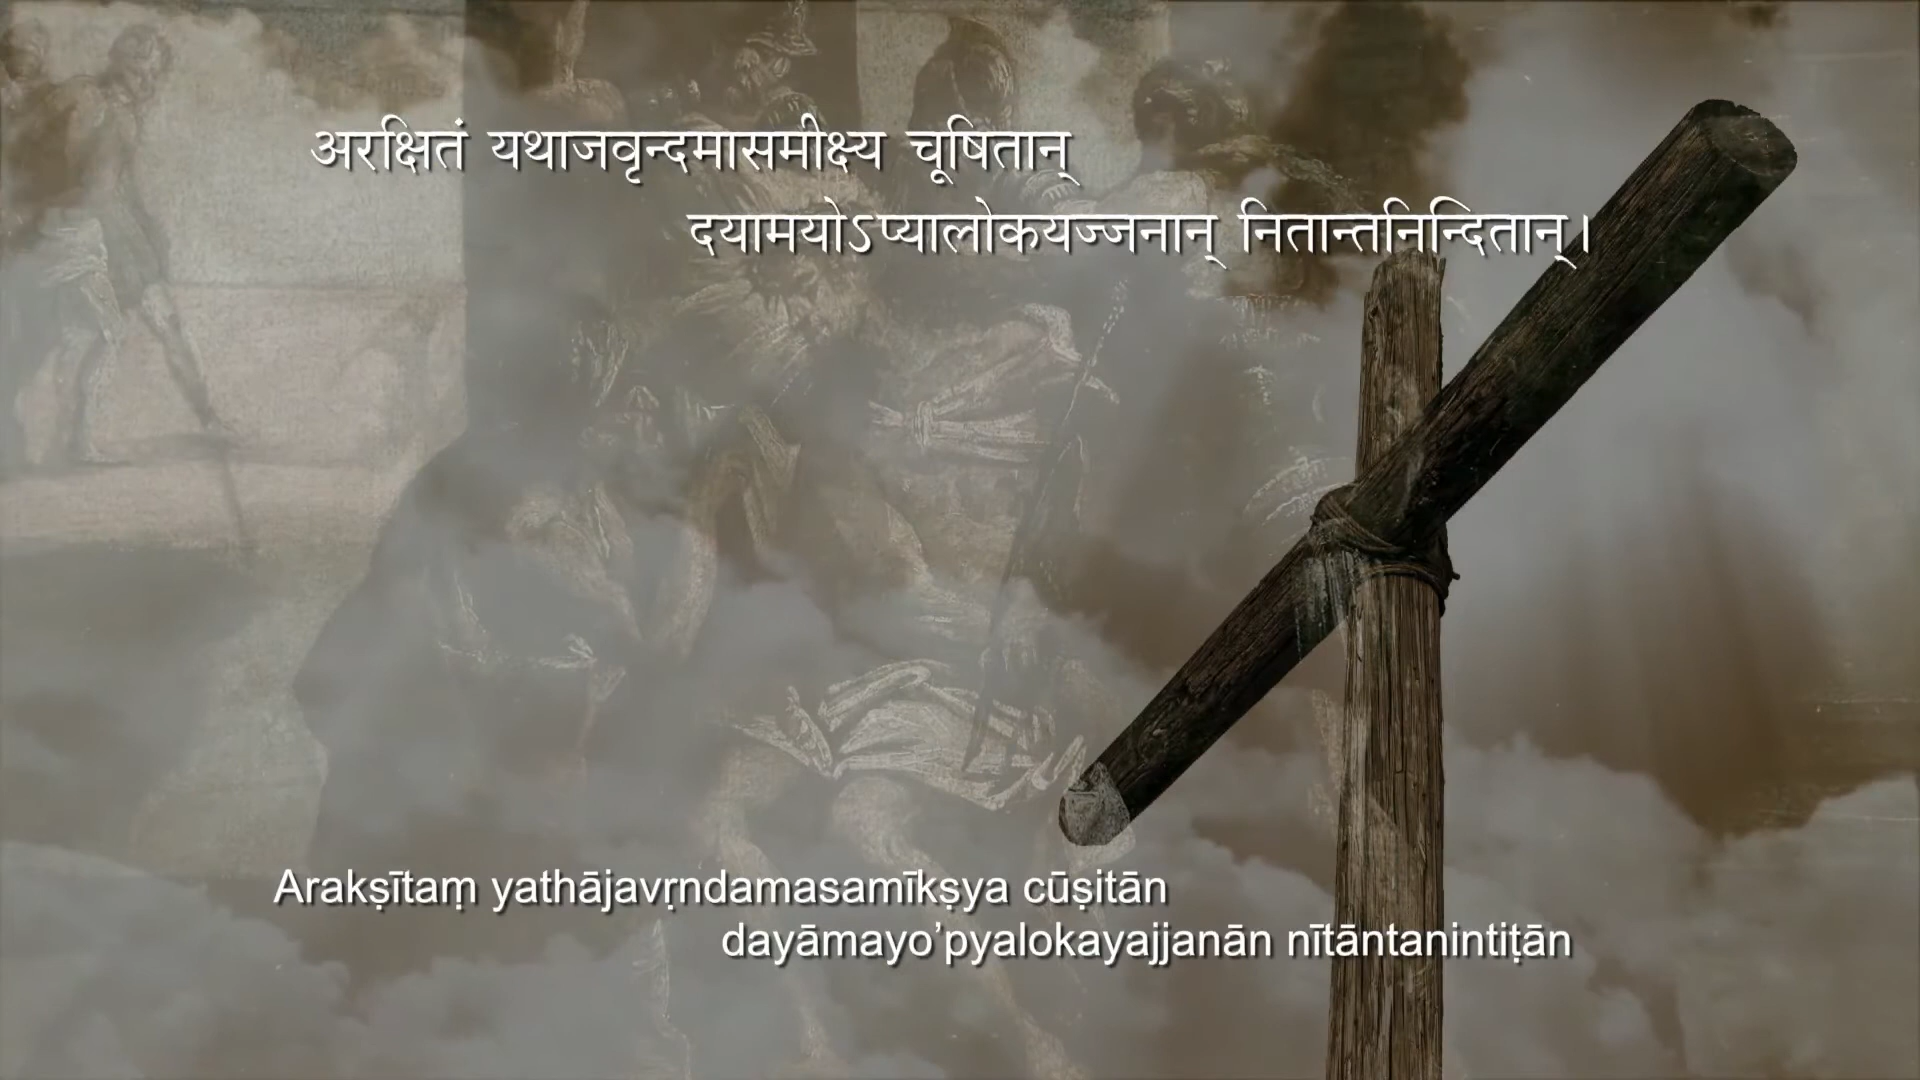 अरक्षितं यथाजवृन्दमासमीक्ष्य चूषितान्
दयामयोऽप्यालोकयज्जनान् नितान्तनिन्दितान्।
Arakṣītaṃ yathājavṛndamasamīkṣya cūṣitān
dayāmayo’pyalokayajjanān nītāntanintiṭān